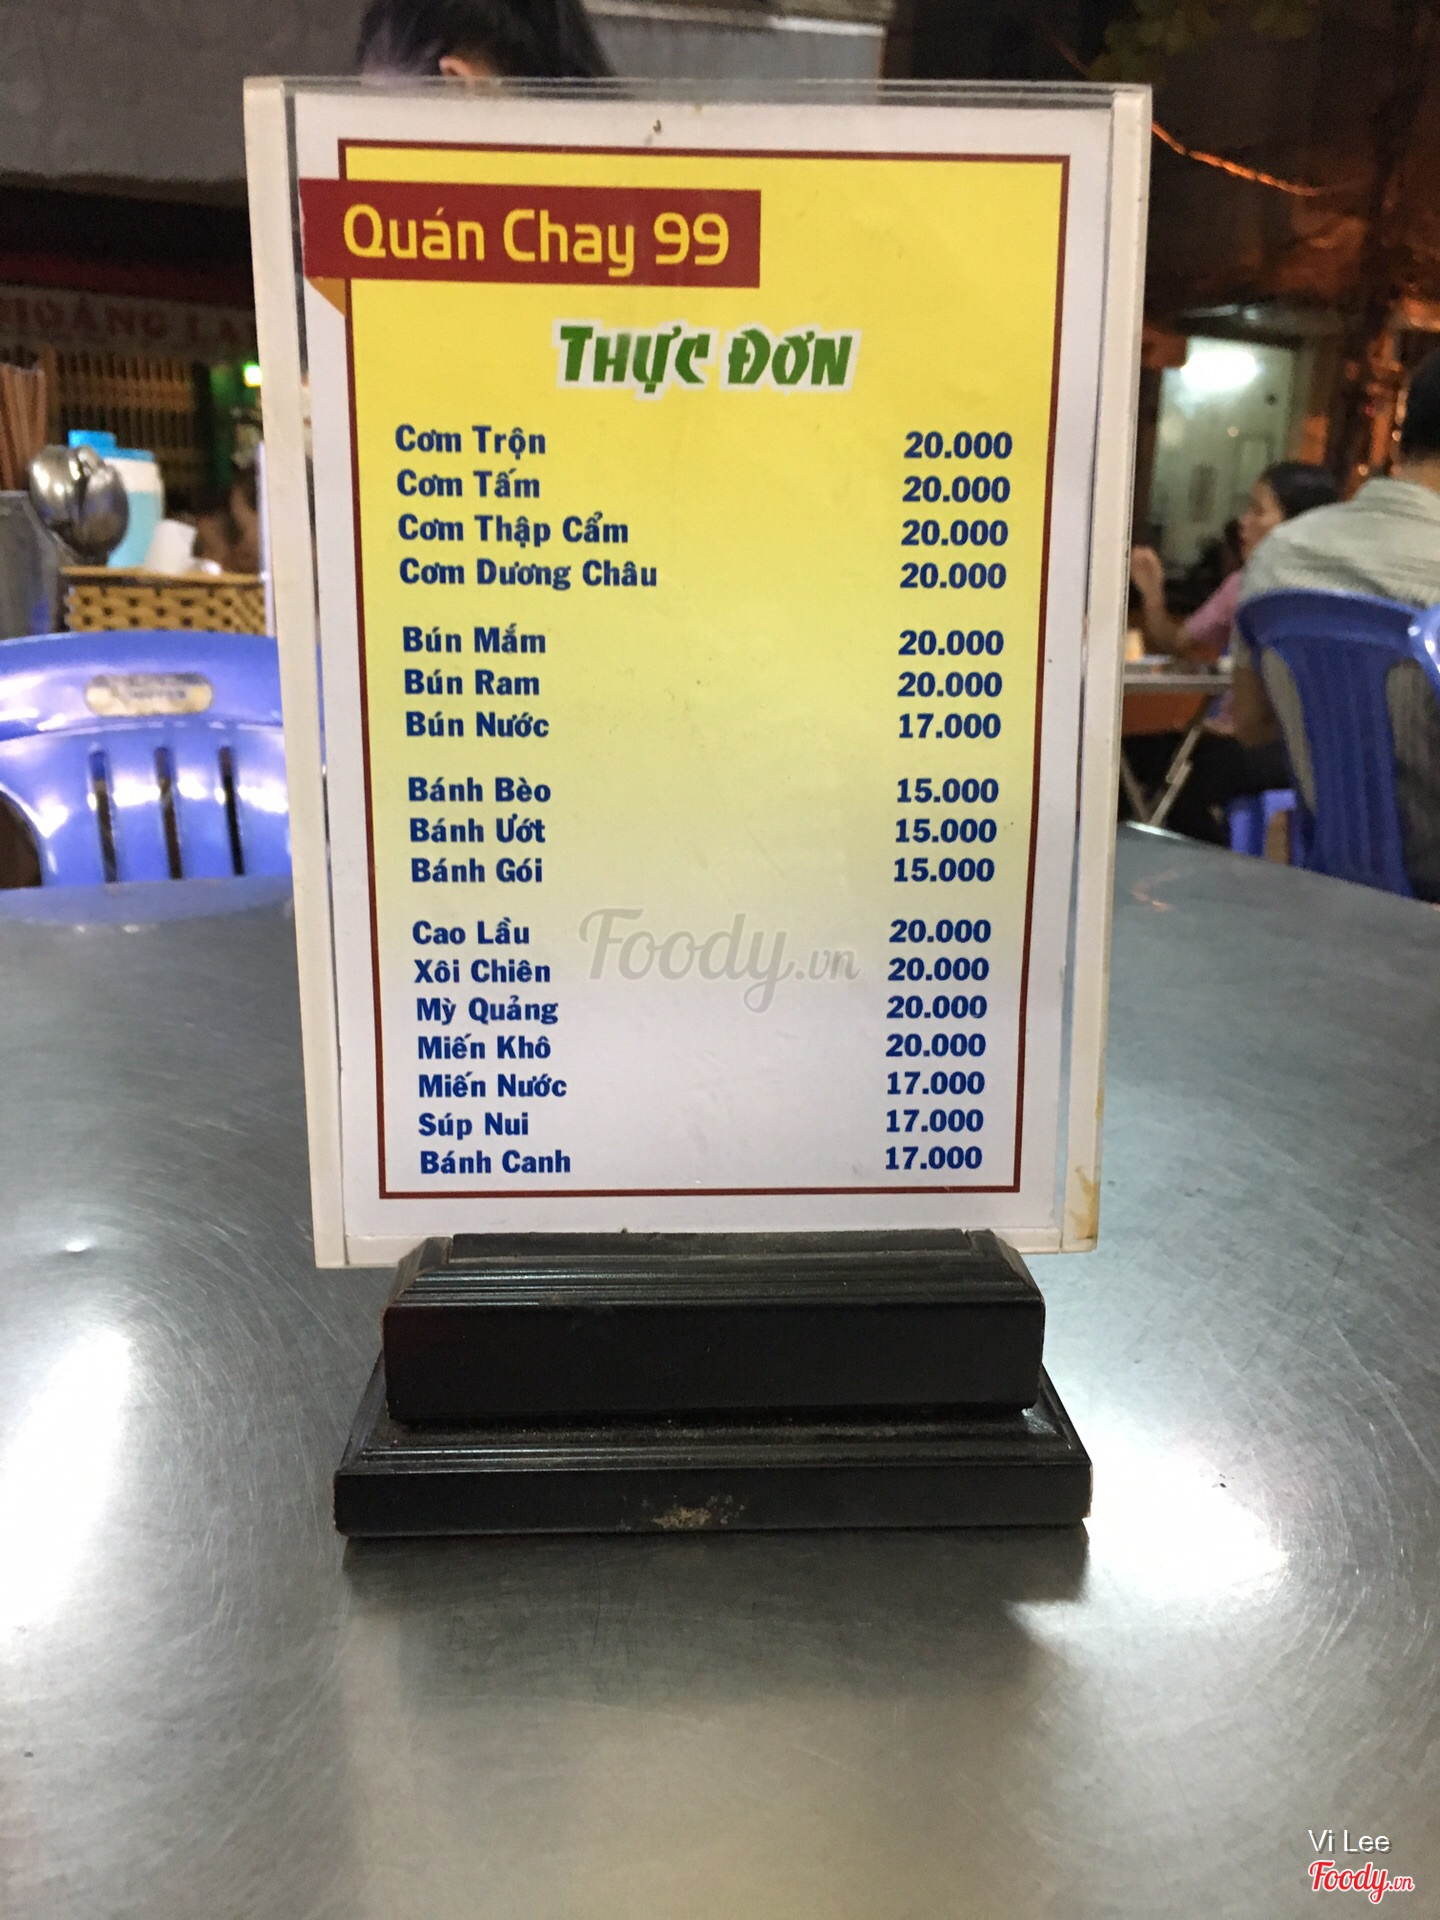 Quán Chay 99
THỰC ĐƠN
Cơm Trộn 20.000
Cơm Tấm 20.000
Cơm Thập Cẩm 20.000
Cơm Dương Châu 20.000
Bún Mắm 20.000
Bún Ram 20.000
Bún Nước 17.000
Bánh Bèo 15.000
Bánh Ướt 15.000
Bánh Gói 15.000
Cao Lầu 20.000
Xôi Chiên 20.000
Mỳ Quảng 20.000
Miến Khô 20.000
Miến Nước 17.000
Súp Nui 17.000
Bánh Canh 17.000
Foody.vn
Vi Lee
Foody.vn